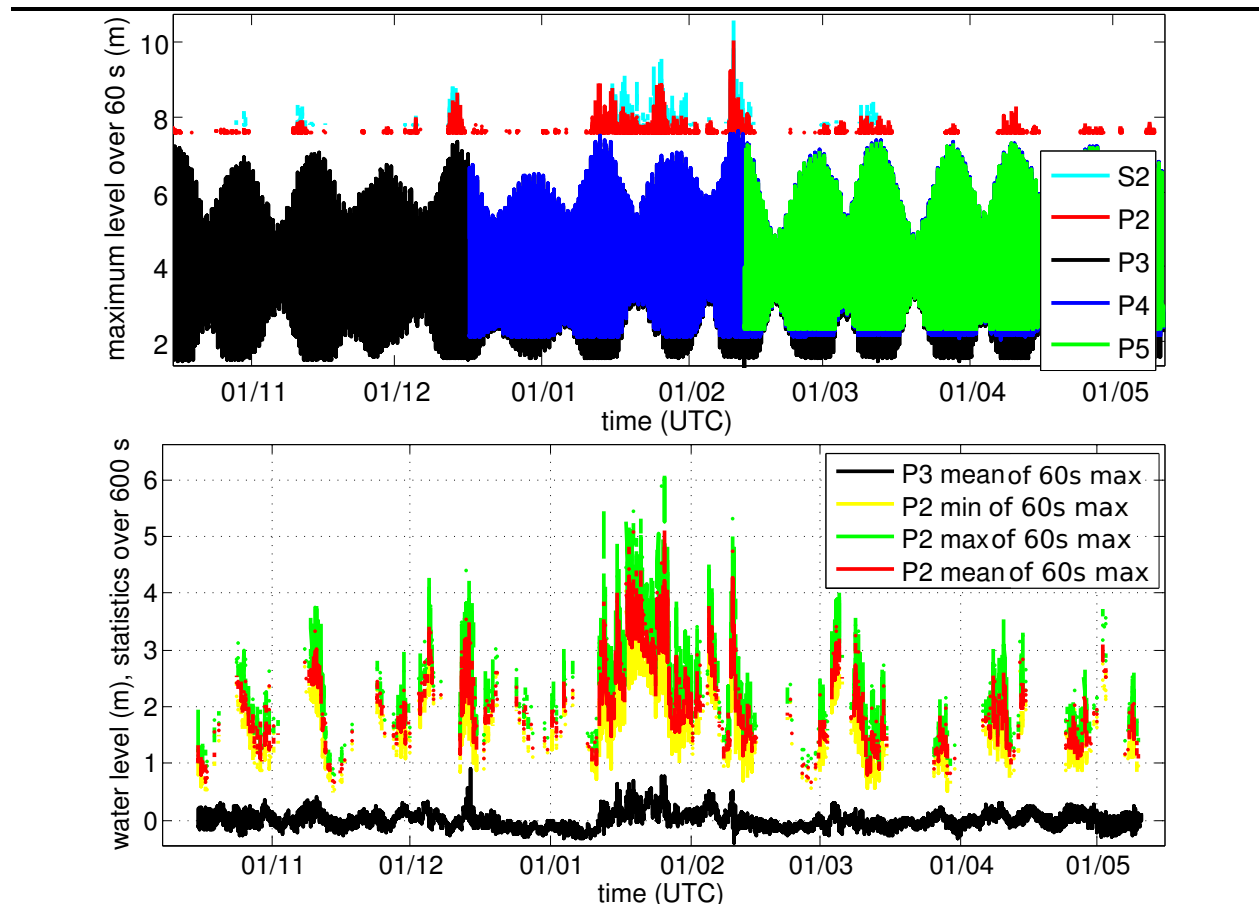 maximum level over 60 s (m)
10
8
6
4
2
S2
P2
P3
P4
P5
01/11
01/12
01/01
01/02
01/03
01/04
01/05
time (UTC)
water level (m), statistics over 600 s
6
5
4
3
2
1
0
P3 mean of 60s max
P2 min of 60s max
P2 max of 60s max
P2 mean of 60s max
01/11
01/12
01/01
01/02
01/03
01/04
01/05
time (UTC)